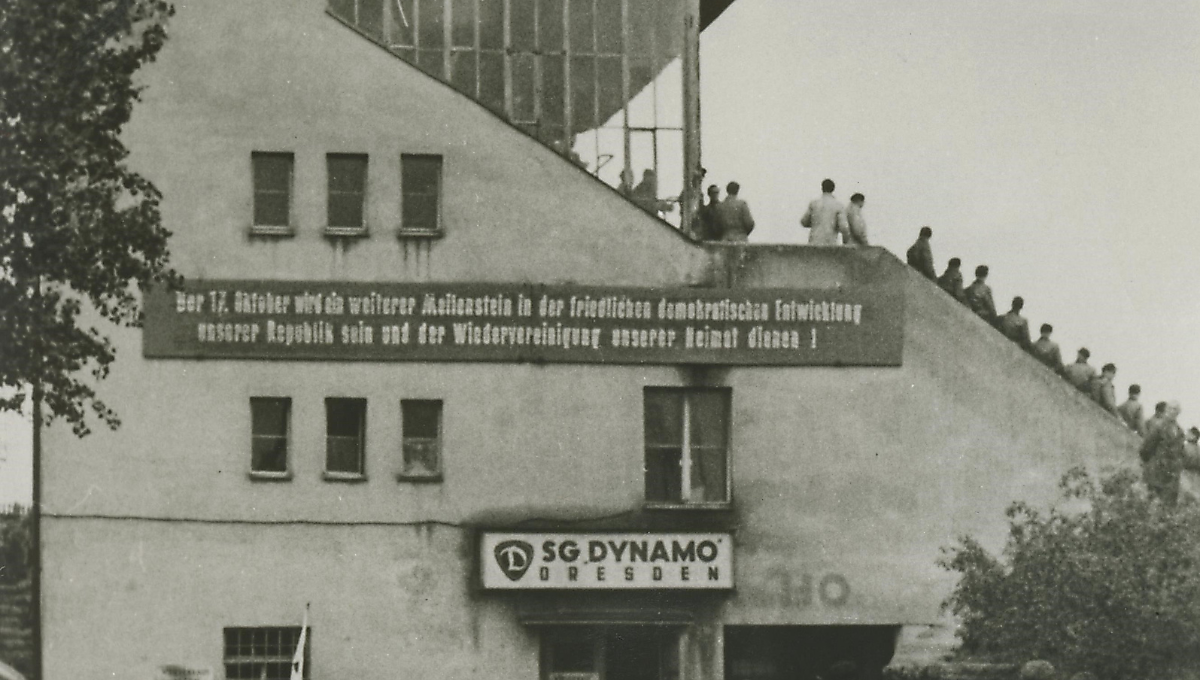 Der 17. Oktober wird ein weiterer Meilenstein in der friedlichen demokratischen Entwicklung
unserer Republik sein und der Wiedervereinigung unserer Heimat dienen !
D SG „DYNAMO“
DRESDEN